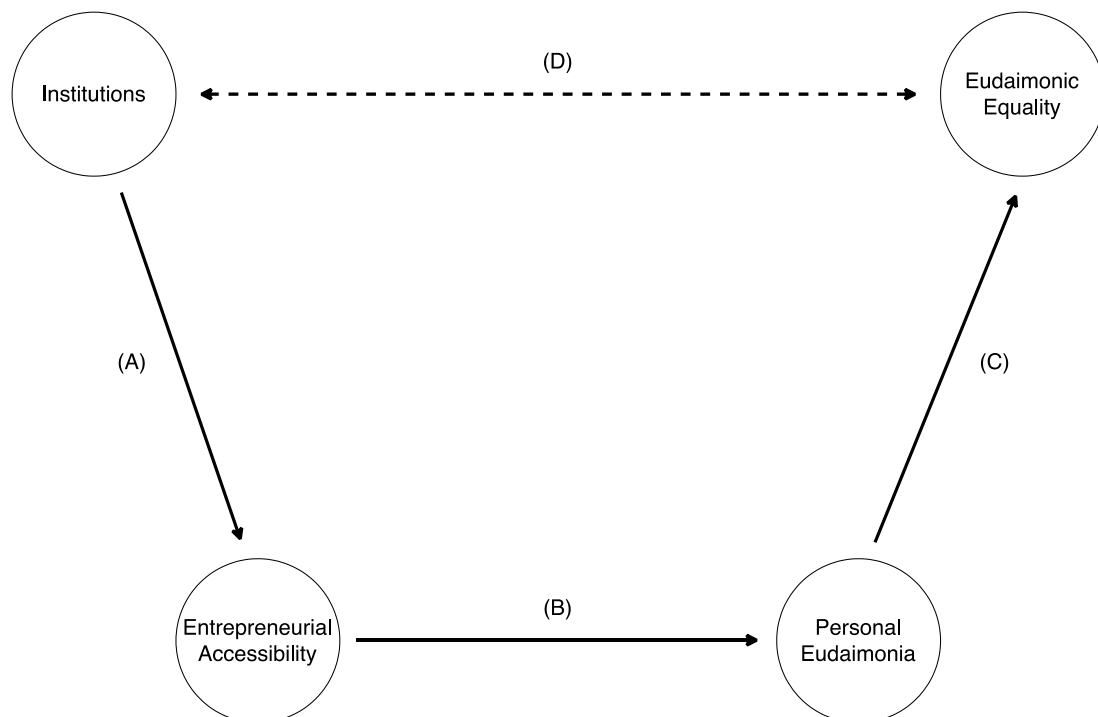 (D)
Institutions
Eudaimonic
Equality
(A)
(C)
(B)
Entrepreneurial
Accessibility
Personal
Eudaimonia